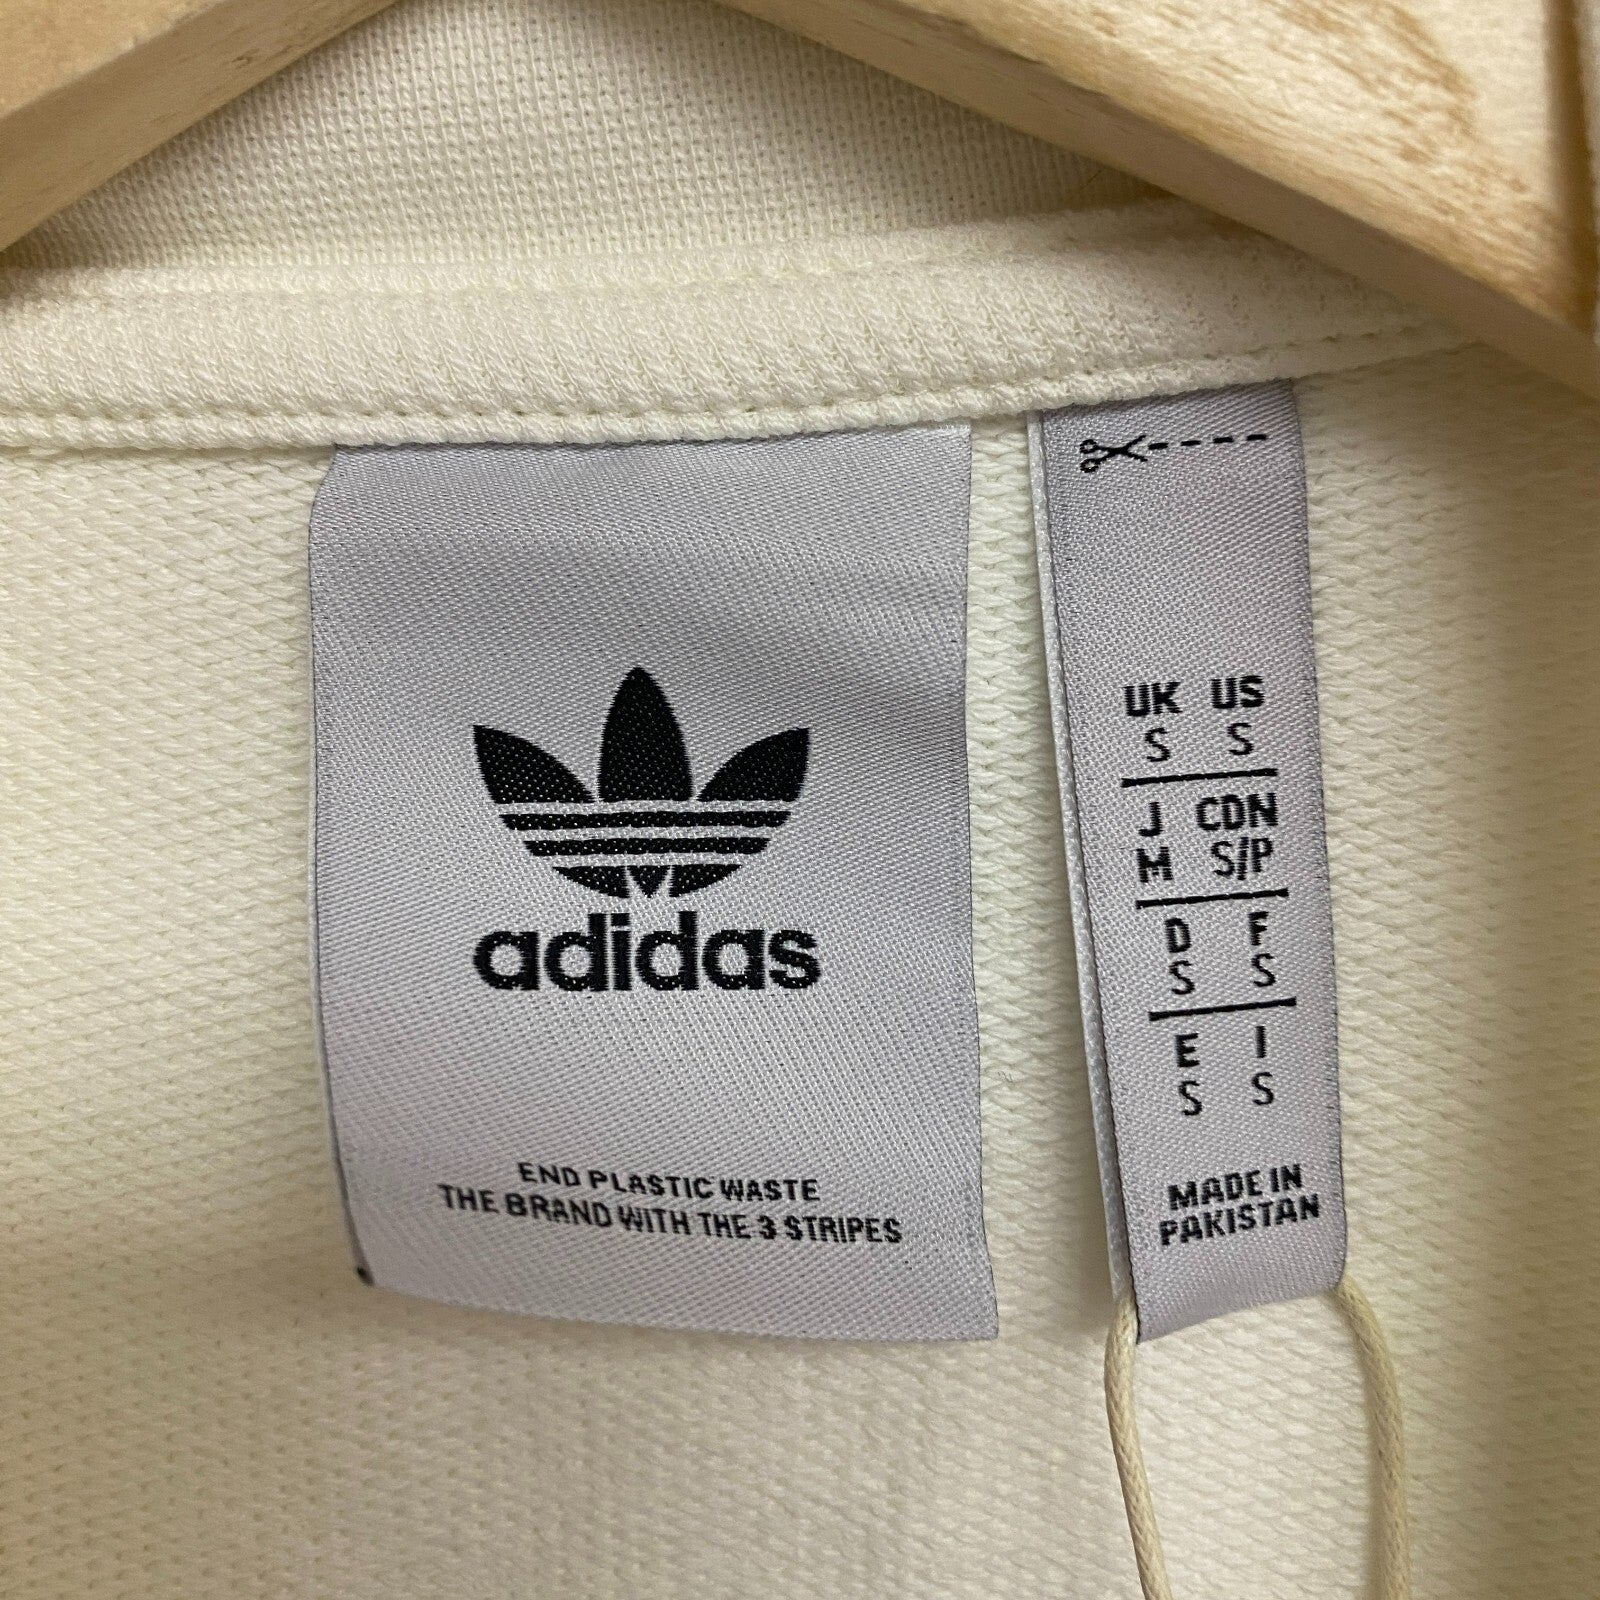 adidas
END PLASTIC WASTE
THE BRAND WITH THE 3 STRIPES
UK US
S S
J CDN
M S/P
D F
S S
E I
S S
MADE IN
PAKISTAN